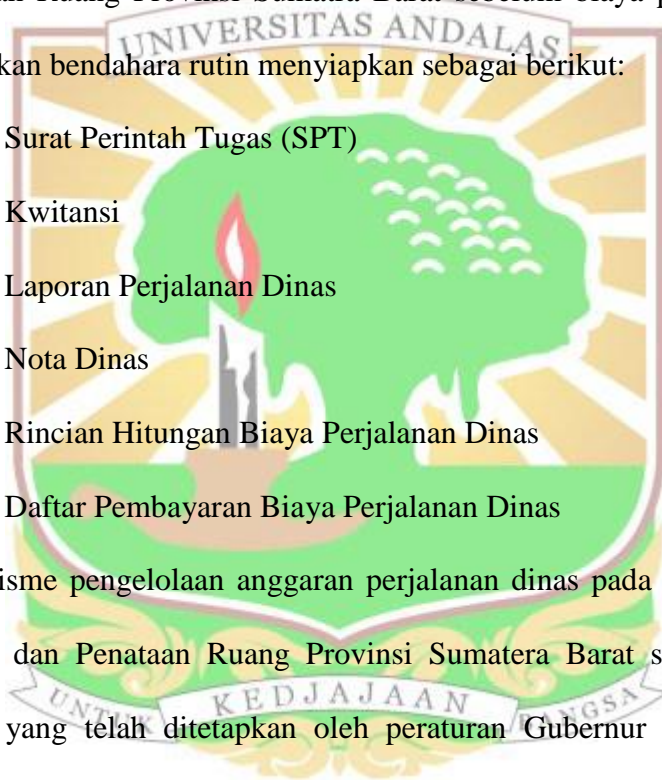 Ruang Provinsi Sumatra Barat sebelum biaya
UNIVERSITAS ANDALAS
kan bendahara rutin menyiapkan sebagai berikut:
Surat Perintah Tugas (SPT)
Kwitansi
Laporan Perjalanan Dinas
Nota Dinas
Rincian Hitungan Biaya Perjalanan Dinas
Daftar Pembayaran Biaya Perjalanan Dinas
isme pengelolaan anggaran perjalanan dinas pada
dan Penataan Ruang Provinsi Sumatera Barat s
UNTUK KEDJAJAAN BANGSA
yang telah ditetapkan oleh peraturan Gubernur